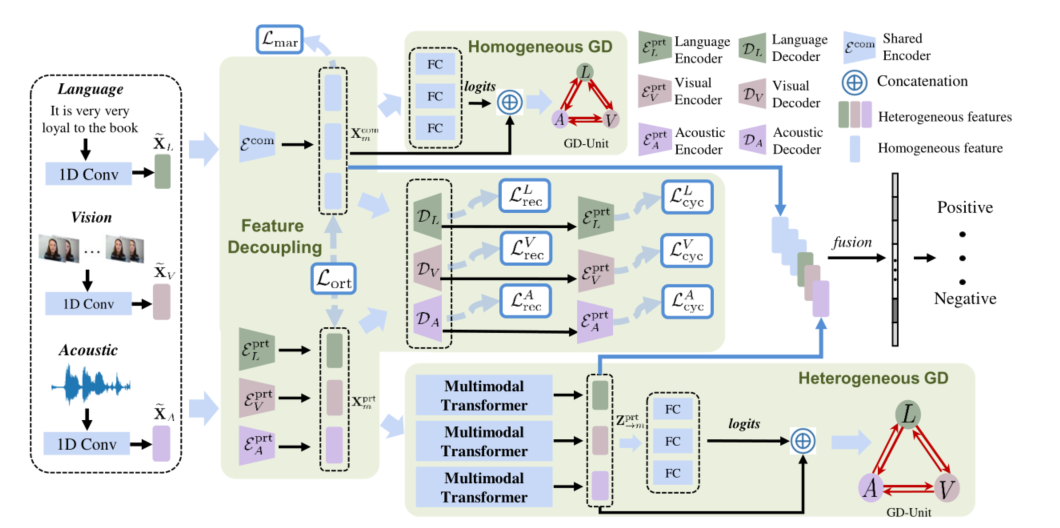 Language
It is very very
loyal to the book
X̃_L
1D Conv
Vision
...
X̃_V
1D Conv
Acoustic
X̃_A
1D Conv
L_mar
Feature
Decoupling
ℰ^com
X_m^com
L_ort
ℰ_L^prt
ℰ_V^prt
ℰ_A^prt
X_m^prt
Homogeneous GD
FC
FC
FC
logits
L
A
V
GD-Unit
D_L
D_V
D_A
L_rec^L
L_rec^V
L_rec^A
ℰ_L^prt
ℰ_V^prt
ℰ_A^prt
L_cyc^L
L_cyc^V
L_cyc^A
Heterogeneous GD
Multimodal
Transformer
Multimodal
Transformer
Multimodal
Transformer
Z_→m^prt
FC
FC
FC
logits
L
A
V
GD-Unit
ℰ_L^prt Language
Encoder
D_L Language
Decoder
ℰ^com Shared
Encoder
ℰ_V^prt Visual
Encoder
D_V Visual
Decoder
Concatenation
ℰ_A^prt Acoustic
Encoder
D_A Acoustic
Decoder
Heterogeneous features
Homogeneous feature
fusion
Positive
Negative